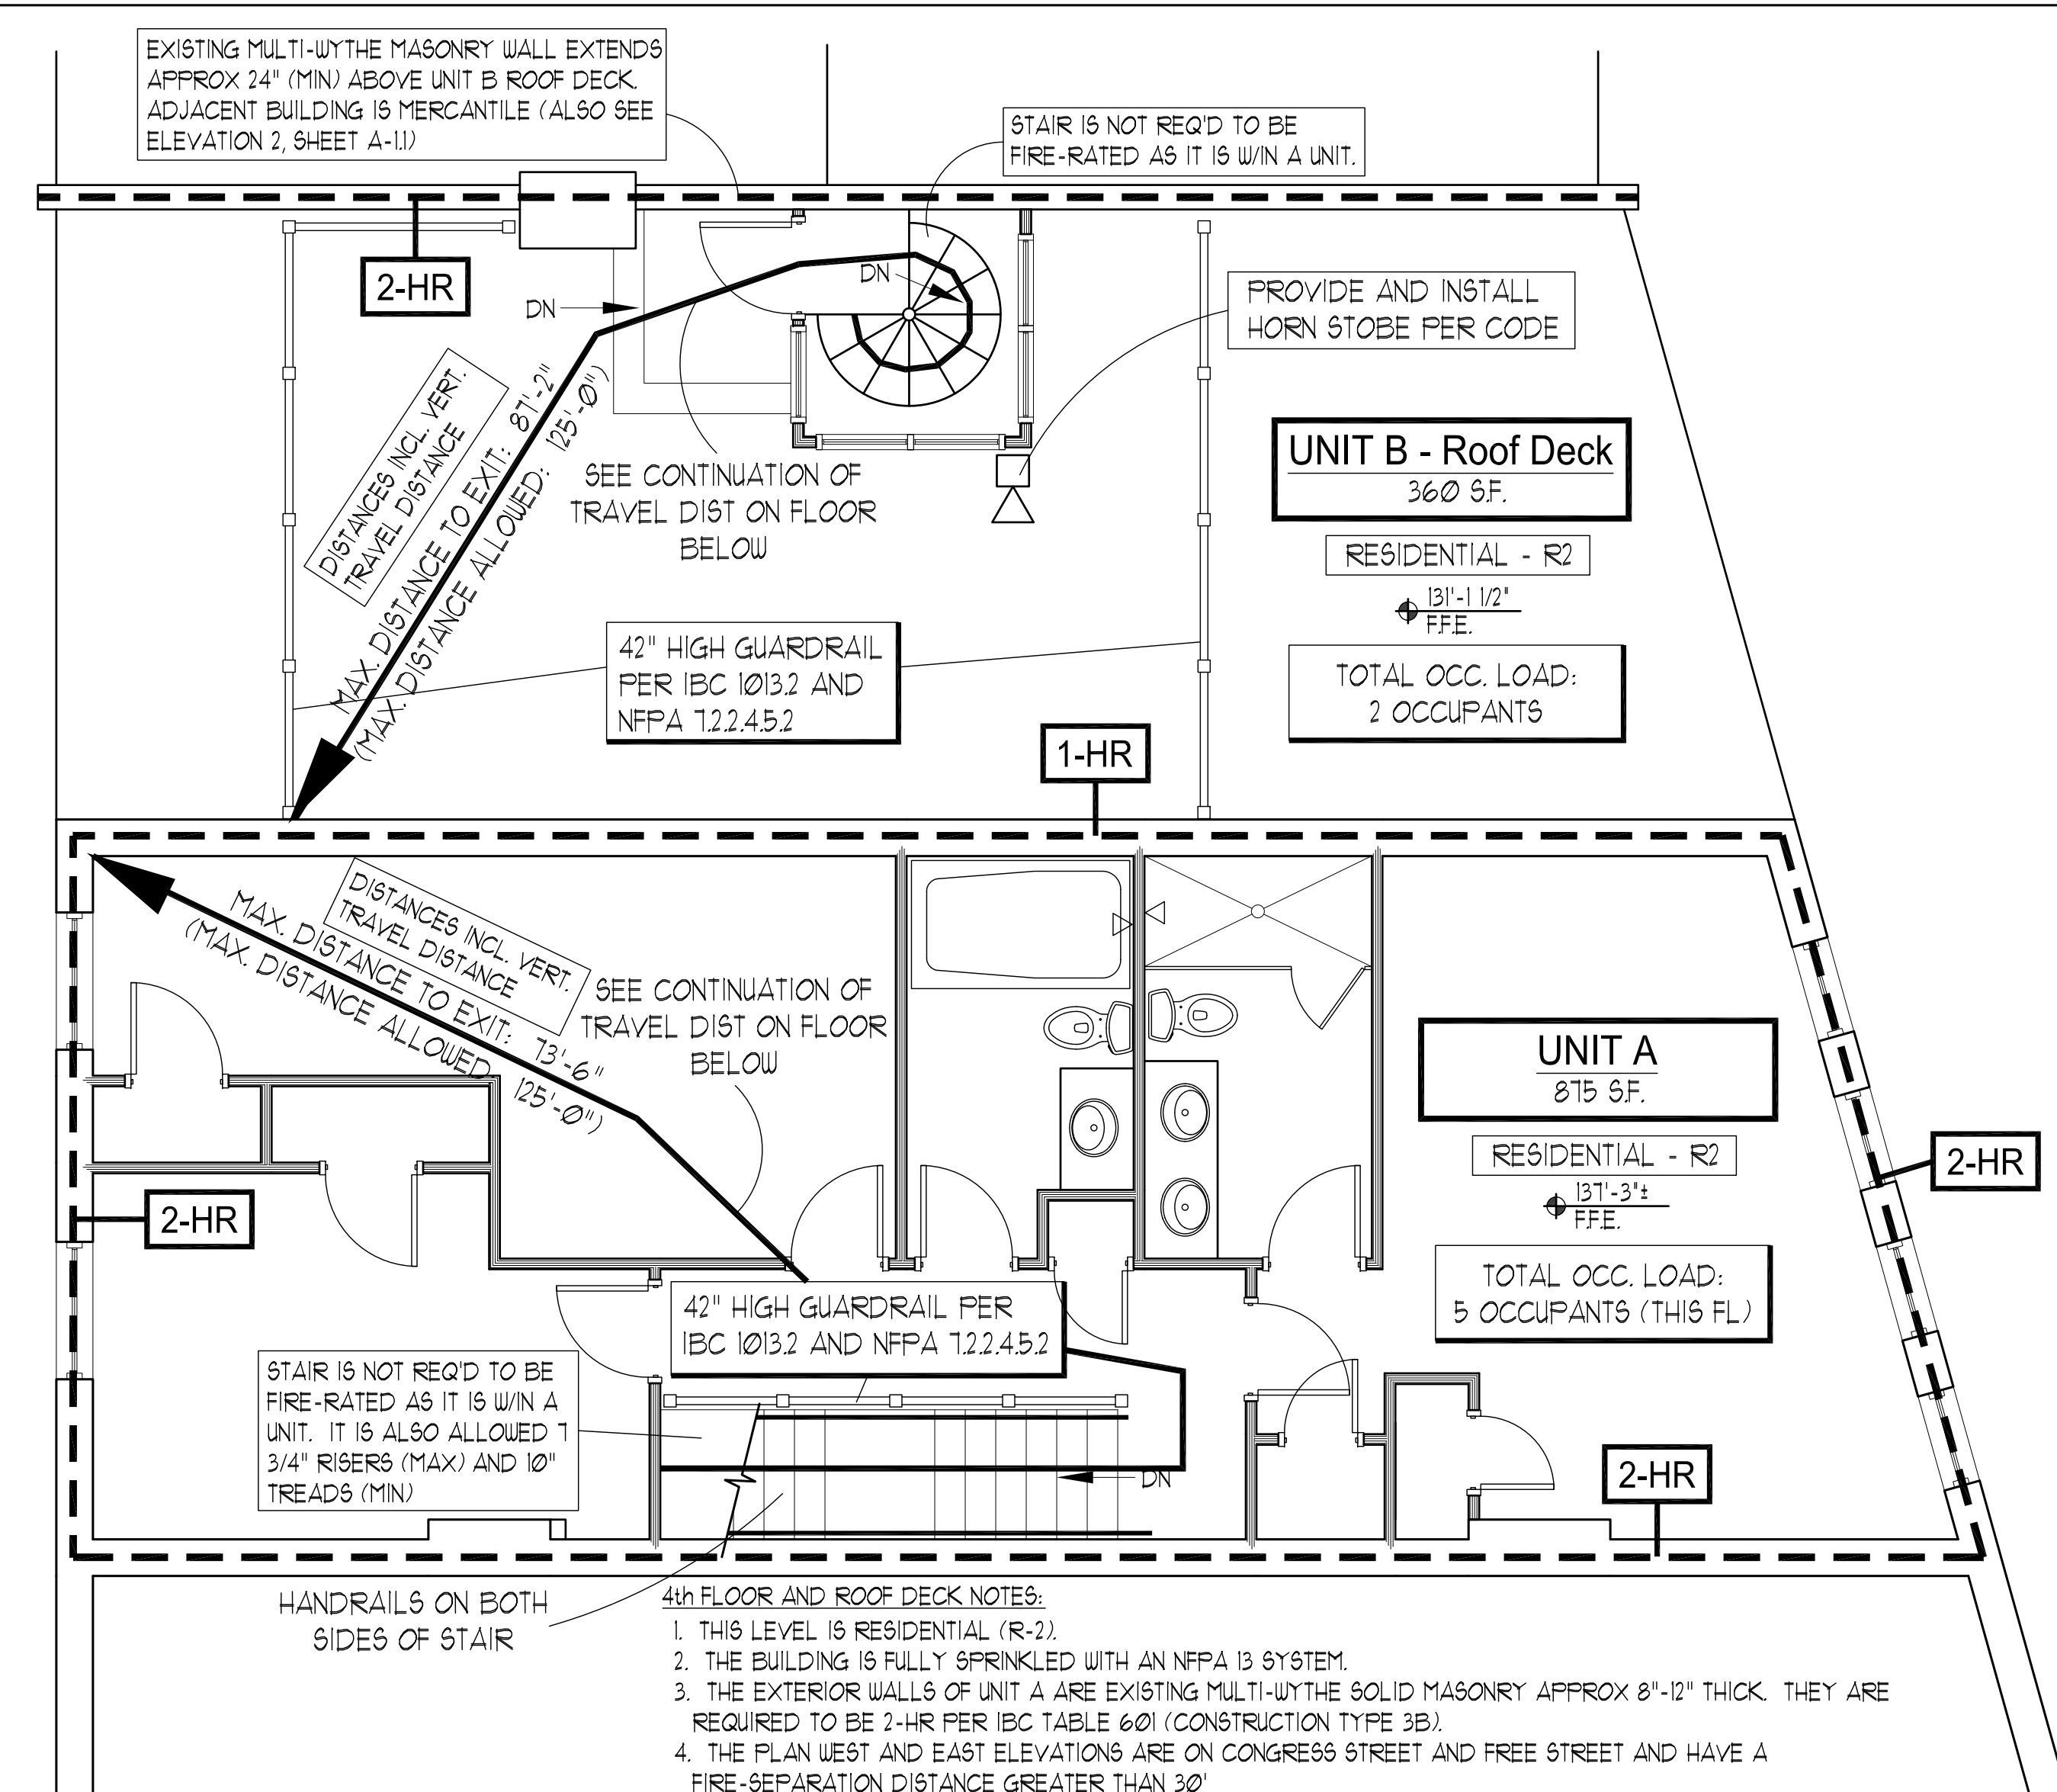 EXISTING MULTI-WYTHE MASONRY WALL EXTENDS
APPROX 24" (MIN) ABOVE UNIT B ROOF DECK.
ADJACENT BUILDING IS MERCANTILE (ALSO SEE
ELEVATION 2, SHEET A-1.1)
STAIR IS NOT REQ'D TO BE
FIRE-RATED AS IT IS W/IN A UNIT.
2-HR
DN
DN
PROVIDE AND INSTALL
HORN STOBE PER CODE
DISTANCES INCL. VERT.
TRAVEL DISTANCE
MAX. DISTANCE TO EXIT: 87'-2"
(MAX. DISTANCE ALLOWED: 125'-0")
SEE CONTINUATION OF
TRAVEL DIST ON FLOOR
BELOW
UNIT B - Roof Deck
360 S.F.
RESIDENTIAL - R2
131'-1 1/2"
F.F.E.
42" HIGH GUARDRAIL
PER IBC 1013.2 AND
NFPA 7.2.2.4.5.2
TOTAL OCC. LOAD:
2 OCCUPANTS
1-HR
DISTANCES INCL. VERT.
TRAVEL DISTANCE
MAX. DISTANCE TO EXIT: 73'-6"
(MAX. DISTANCE ALLOWED 125'-0")
SEE CONTINUATION OF
TRAVEL DIST ON FLOOR
BELOW
UNIT A
875 S.F.
RESIDENTIAL - R2
137'-3"±
F.F.E.
2-HR
2-HR
TOTAL OCC. LOAD:
5 OCCUPANTS (THIS FL)
42" HIGH GUARDRAIL PER
IBC 1013.2 AND NFPA 7.2.2.4.5.2
STAIR IS NOT REQ'D TO BE
FIRE-RATED AS IT IS W/IN A
UNIT. IT IS ALSO ALLOWED 7
3/4" RISERS (MAX) AND 10"
TREADS (MIN)
DN
2-HR
HANDRAILS ON BOTH
SIDES OF STAIR
4th FLOOR AND ROOF DECK NOTES:
1. THIS LEVEL IS RESIDENTIAL (R-2).
2. THE BUILDING IS FULLY SPRINKLED WITH AN NFPA 13 SYSTEM.
3. THE EXTERIOR WALLS OF UNIT A ARE EXISTING MULTI-WYTHE SOLID MASONRY APPROX 8"-12" THICK. THEY ARE
REQUIRED TO BE 2-HR PER IBC TABLE 601 (CONSTRUCTION TYPE 3B).
4. THE PLAN WEST AND EAST ELEVATIONS ARE ON CONGRESS STREET AND FREE STREET AND HAVE A
FIRE-SEPARATION DISTANCE GREATER THAN 30'